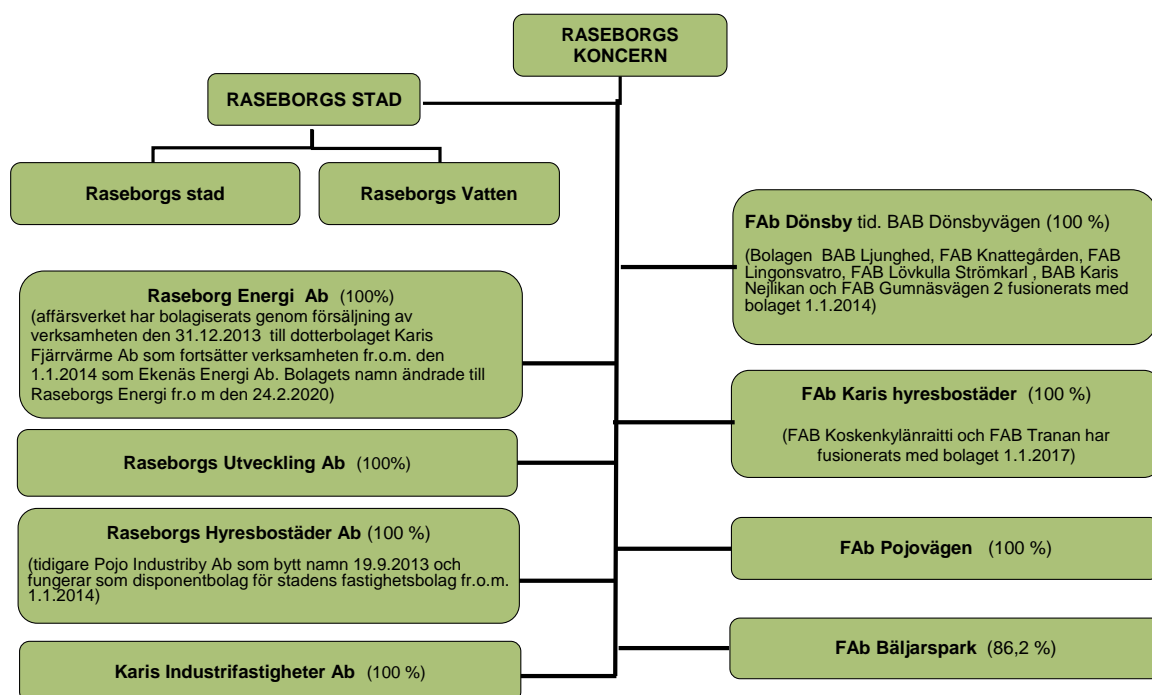 RASEBORGS
KONCERN
RASEBORGS STAD
Raseborgs stad
Raseborgs Vatten
Raseborg Energi Ab (100%)
(affärsverket har bolagiserats genom försäljning av
verksamheten den 31.12.2013 till dotterbolaget Karis
Fjärrvärme Ab som fortsätter verksamheten fr.o.m. den
1.1.2014 som Ekenäs Energi Ab. Bolagets namn ändrade till
Raseborgs Energi fr.o m den 24.2.2020)
Raseborgs Utveckling Ab (100%)
Raseborgs Hyresbostäder Ab (100 %)
(tidigare Pojo Industriby Ab som bytt namn 19.9.2013 och
fungerar som disponentbolag för stadens fastighetsbolag fr.o.m.
1.1.2014)
Karis Industrifastigheter Ab (100 %)
FAb Dönsby tid. BAB Dönsbyvägen (100 %)
(Bolagen BAB Ljunghed, FAB Knattegården, FAB
Lingonsvatro, FAB Lövkulla Strömkarl , BAB Karis
Nejlikan och FAB Gumnäsvägen 2 fusionerats med
bolaget 1.1.2014)
FAb Karis hyresbostäder (100 %)
(FAB Koskenkylänraitti och FAB Tranan har
fusionerats med bolaget 1.1.2017)
FAb Pojovägen (100 %)
FAb Bäljarspark (86,2 %)